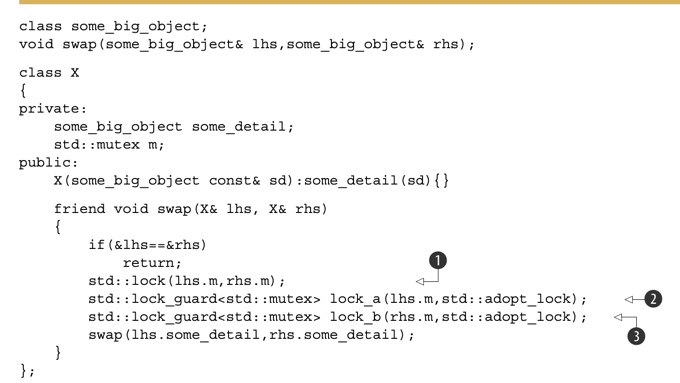 class some_big_object;
void swap(some_big_object& lhs,some_big_object& rhs);
class X
{
private:
    some_big_object some_detail;
    std::mutex m;
public:
    X(some_big_object const& sd):some_detail(sd){}
    friend void swap(X& lhs, X& rhs)
    {
        if(&lhs==&rhs)
            return;
        std::lock(lhs.m,rhs.m); 1
        std::lock_guard<std::mutex> lock_a(lhs.m,std::adopt_lock); 2
        std::lock_guard<std::mutex> lock_b(rhs.m,std::adopt_lock); 3
        swap(lhs.some_detail,rhs.some_detail);
    }
};